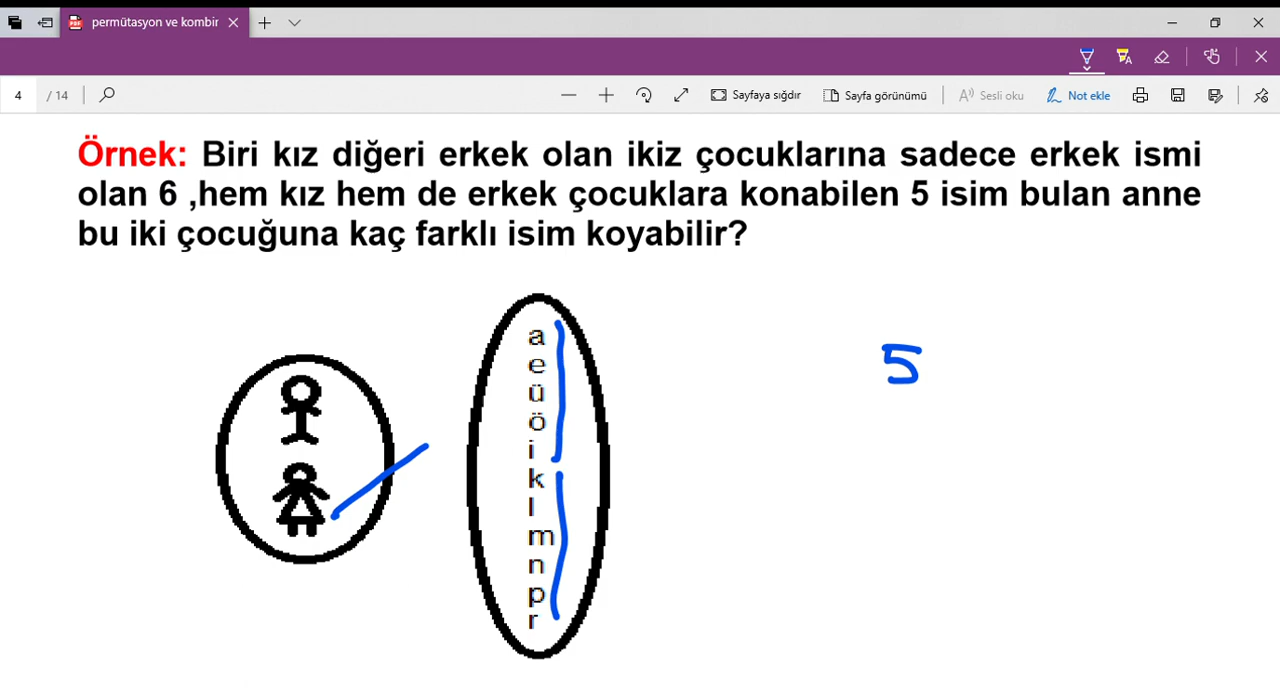 permütasyon ve kombir
4 / 14
Sayfaya sığdır
Sayfa görünümü
A Sesli oku
Not ekle
Örnek: Biri kız diğeri erkek olan ikiz çocuklarına sadece erkek ismi
olan 6 ,hem kız hem de erkek çocuklara konabilen 5 isim bulan anne
bu iki çocuğuna kaç farklı isim koyabilir?
a
e
ü
ö
i
k
l
m
n
p
r
5